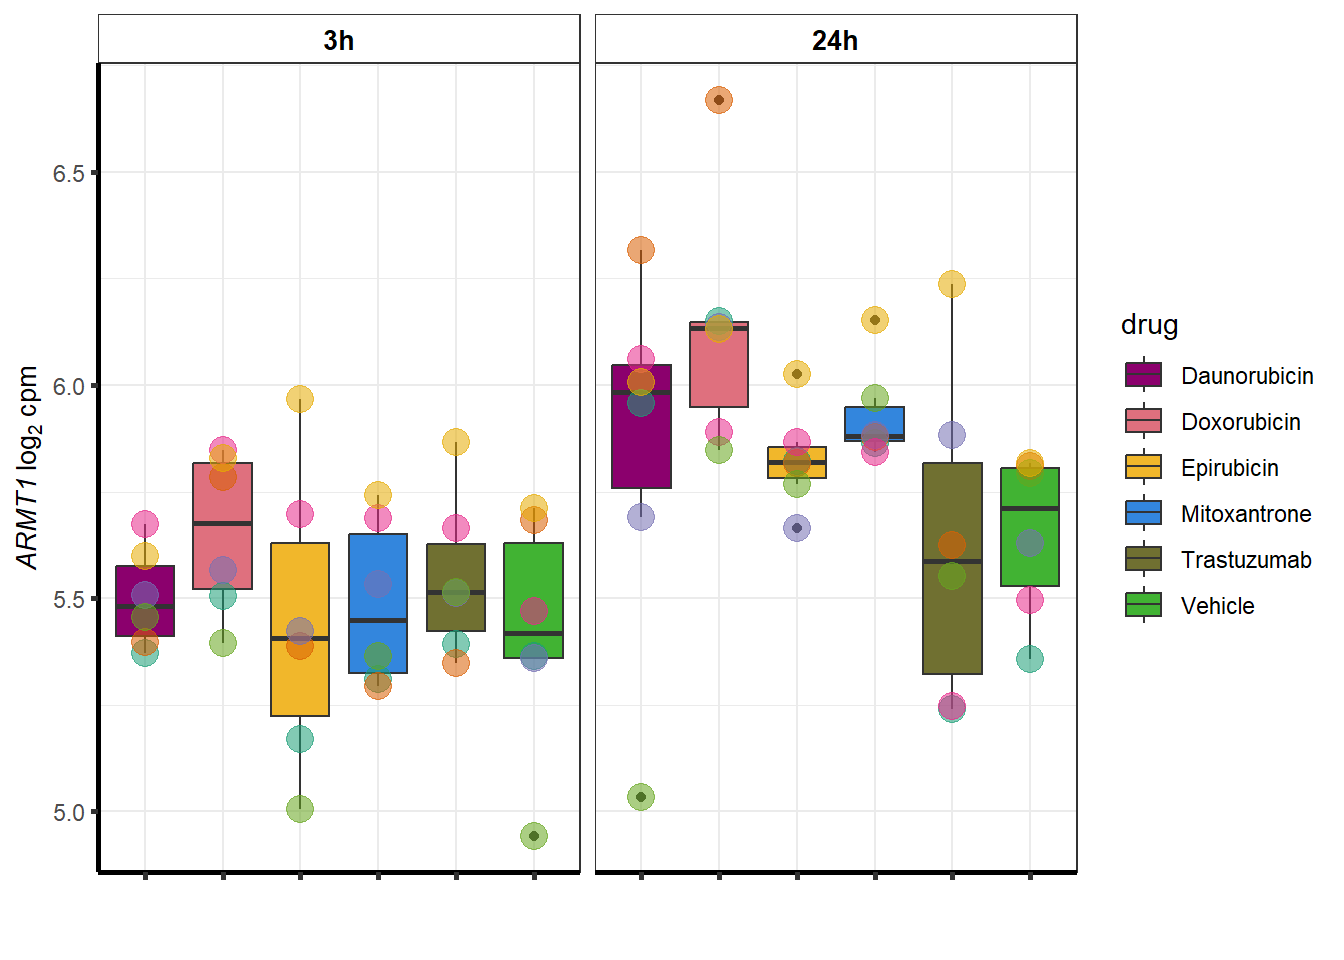 3h
24h
6.5
6.0
5.5
5.0
ARMT1 log₂ cpm
drug
Daunorubicin
Doxorubicin
Epirubicin
Mitoxantrone
Trastuzumab
Vehicle